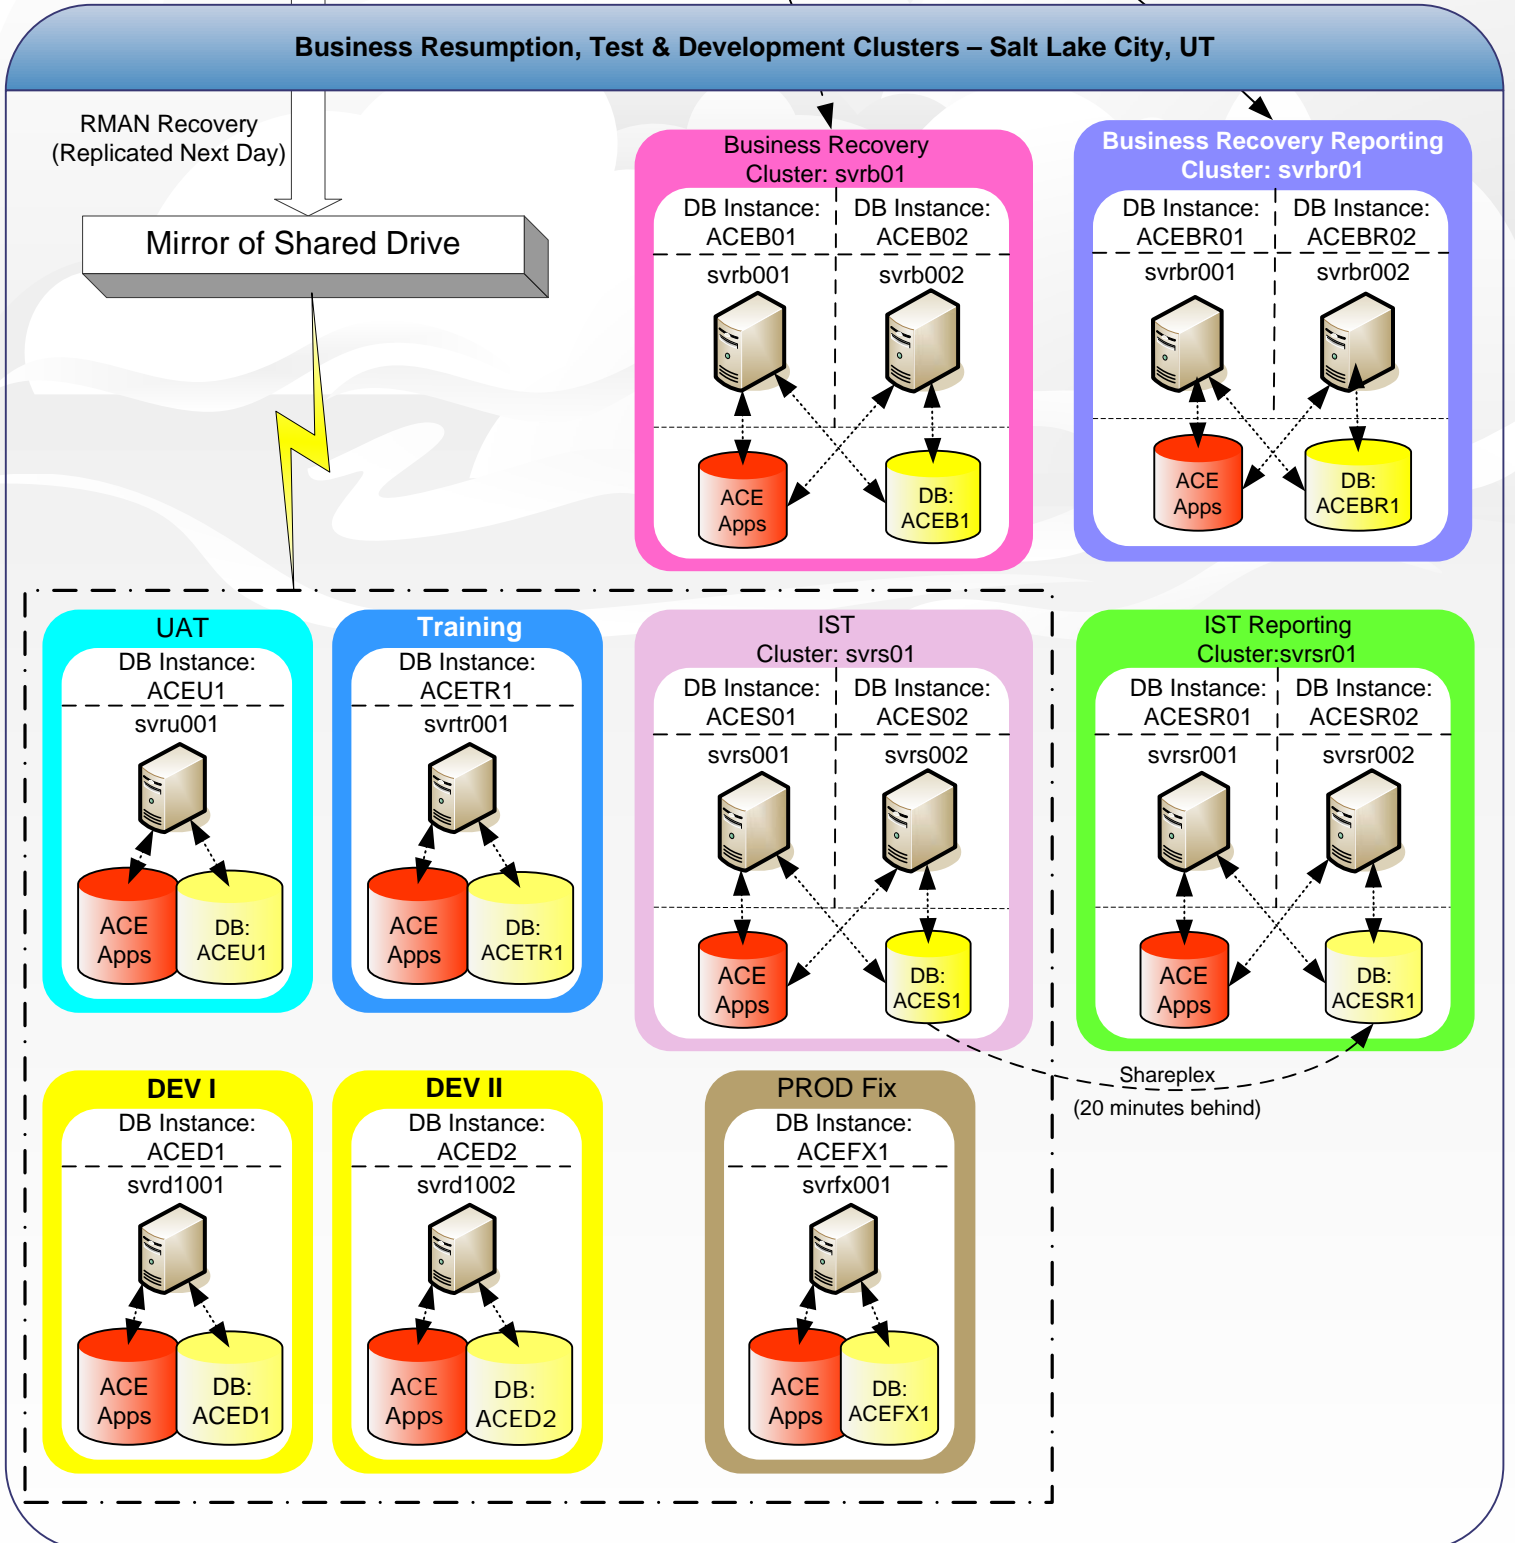 Business Resumption, Test & Development Clusters – Salt Lake City, UT
RMAN Recovery
(Replicated Next Day)
Mirror of Shared Drive
Business Recovery
Cluster: svrb01
DB Instance:
ACEB01
DB Instance:
ACEB02
svrb001
svrb002
ACE
Apps
DB:
ACEB1
Business Recovery Reporting
Cluster: svrbr01
DB Instance:
ACEBR01
DB Instance:
ACEBR02
svrbr001
svrbr002
ACE
Apps
DB:
ACEBR1
UAT
DB Instance:
ACEU1
svru001
ACE
Apps
DB:
ACEU1
Training
DB Instance:
ACETR1
svrtr001
ACE
Apps
DB:
ACETR1
IST
Cluster: svrs01
DB Instance:
ACES01
DB Instance:
ACES02
svrs001
svrs002
ACE
Apps
DB:
ACES1
IST Reporting
Cluster:svrsr01
DB Instance:
ACESR01
DB Instance:
ACESR02
svrsr001
svrsr002
ACE
Apps
DB:
ACESR1
Shareplex
(20 minutes behind)
DEV I
DB Instance:
ACED1
svrd1001
ACE
Apps
DB:
ACED1
DEV II
DB Instance:
ACED2
svrd1002
ACE
Apps
DB:
ACED2
PROD Fix
DB Instance:
ACEFX1
svrfx001
ACE
Apps
DB:
ACEFX1